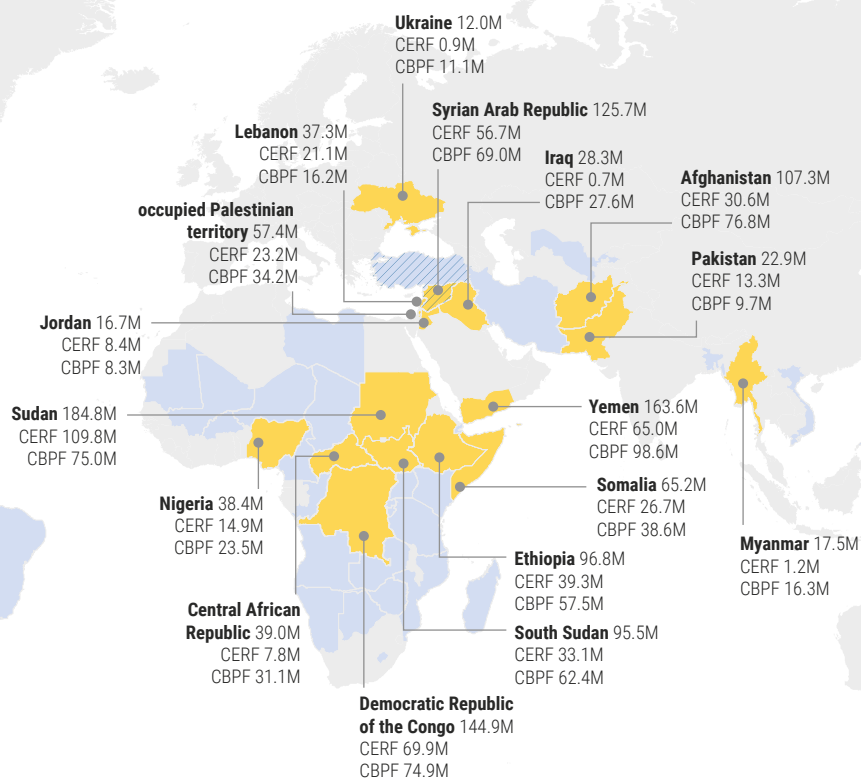 Ukraine 12.0M
CERF 0.9M
CBPF 11.1M
Syrian Arab Republic 125.7M
CERF 56.7M
CBPF 69.0M
Lebanon 37.3M
CERF 21.1M
CBPF 16.2M
Iraq 28.3M
CERF 0.7M
CBPF 27.6M
Afghanistan 107.3M
CERF 30.6M
CBPF 76.8M
occupied Palestinian
territory 57.4M
CERF 23.2M
CBPF 34.2M
Pakistan 22.9M
CERF 13.3M
CBPF 9.7M
Jordan 16.7M
CERF 8.4M
CBPF 8.3M
Sudan 184.8M
CERF 109.8M
CBPF 75.0M
Yemen 163.6M
CERF 65.0M
CBPF 98.6M
Nigeria 38.4M
CERF 14.9M
CBPF 23.5M
Somalia 65.2M
CERF 26.7M
CBPF 38.6M
Myanmar 17.5M
CERF 1.2M
CBPF 16.3M
Ethiopia 96.8M
CERF 39.3M
CBPF 57.5M
Central African
Republic 39.0M
CERF 7.8M
CBPF 31.1M
South Sudan 95.5M
CERF 33.1M
CBPF 62.4M
Democratic Republic
of the Congo 144.9M
CERF 69.9M
CBPF 74.9M